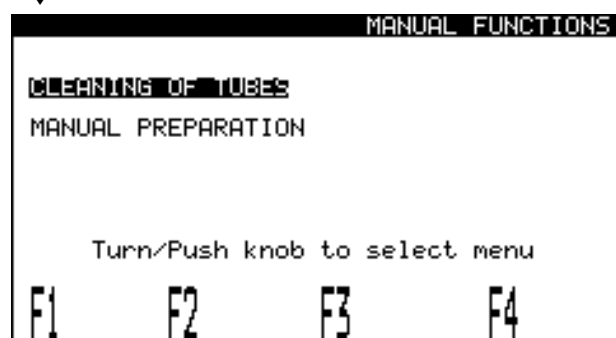 MANUAL FUNCTIONS
CLEANING OF TUBES
MANUAL PREPARATION
Turn/Push knob to select menu
F1 F2 F3 F4